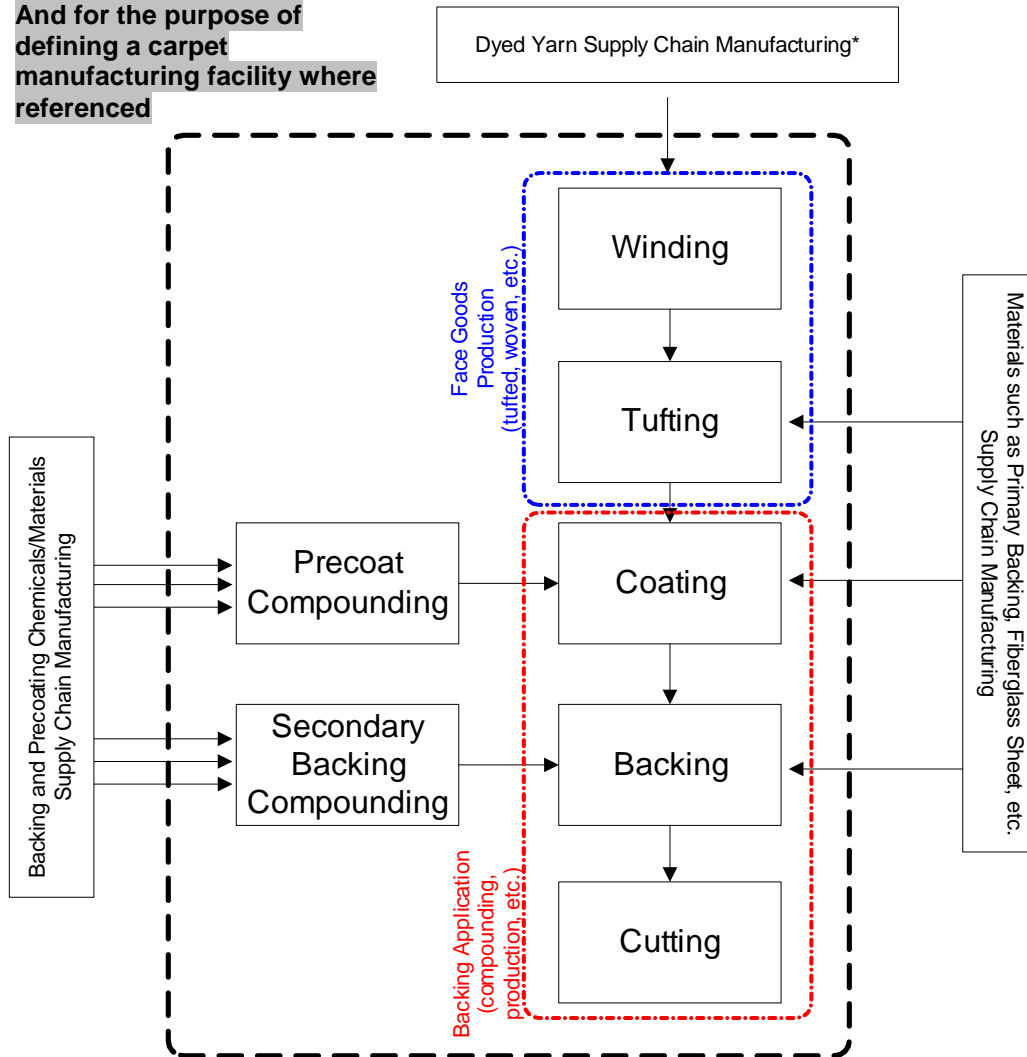 And for the purpose of
defining a carpet
manufacturing facility where
referenced
Dyed Yarn Supply Chain Manufacturing*
Winding
Face Goods
Production
(tufted, woven, etc.)
Tufting
Materials such as Primary Backing, Fiberglass Sheet, etc.
Supply Chain Manufacturing
Backing and Precoating Chemicals/Materials
Supply Chain Manufacturing
Precoat
Compounding
Coating
Secondary
Backing
Compounding
Backing
Backing Application
(compounding,
production, etc.)
Cutting